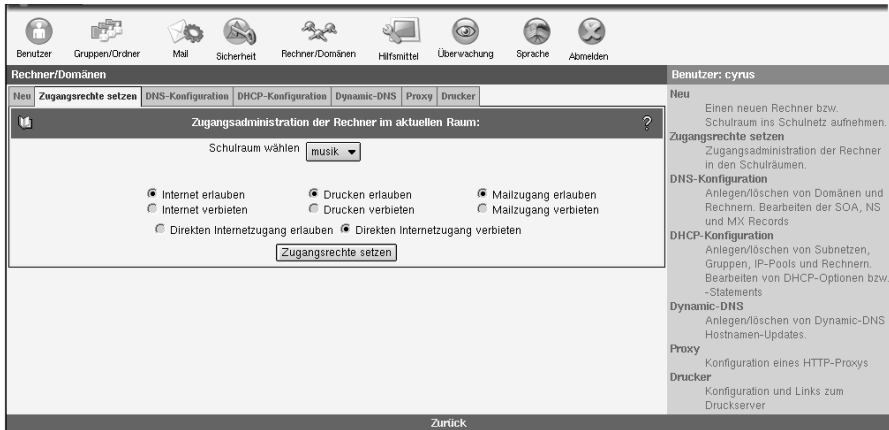 Benutzer Gruppen/Ordner Mail Sicherheit Rechner/Domänen Hilfsmittel Überwachung Sprache Abmelden
Rechner/Domänen
Neu Zugangsrechte setzen DNS-Konfiguration DHCP-Konfiguration Dynamic-DNS Proxy Drucker
Zugangsadministration der Rechner im aktuellen Raum: ?
Schulraum wählen musik
Internet erlauben Drucken erlauben Mailzugang erlauben
Internet verbieten Drucken verbieten Mailzugang verbieten
Direkten Internetzugang erlauben Direkten Internetzugang verbieten
Zugangsrechte setzen
Benutzer: cyrus
Neu
Einen neuen Rechner bzw.
Schulraum ins Schulnetz aufnehmen.
Zugangsrechte setzen
Zugangsadministration der Rechner
in den Schulräumen.
DNS-Konfiguration
Anlegen/löschen von Domänen und
Rechnern. Bearbeiten der SOA, NS
und MX Records
DHCP-Konfiguration
Anlegen/löschen von Subnetzen,
Gruppen, IP-Pools und Rechnern.
Bearbeiten von DHCP-Optionen bzw.
-Statements
Dynamic-DNS
Anlegen/löschen von Dynamic-DNS
Hostnamen-Updates.
Proxy
Konfiguration eines HTTP-Proxys
Drucker
Konfiguration und Links zum
Druckserver
Zurück